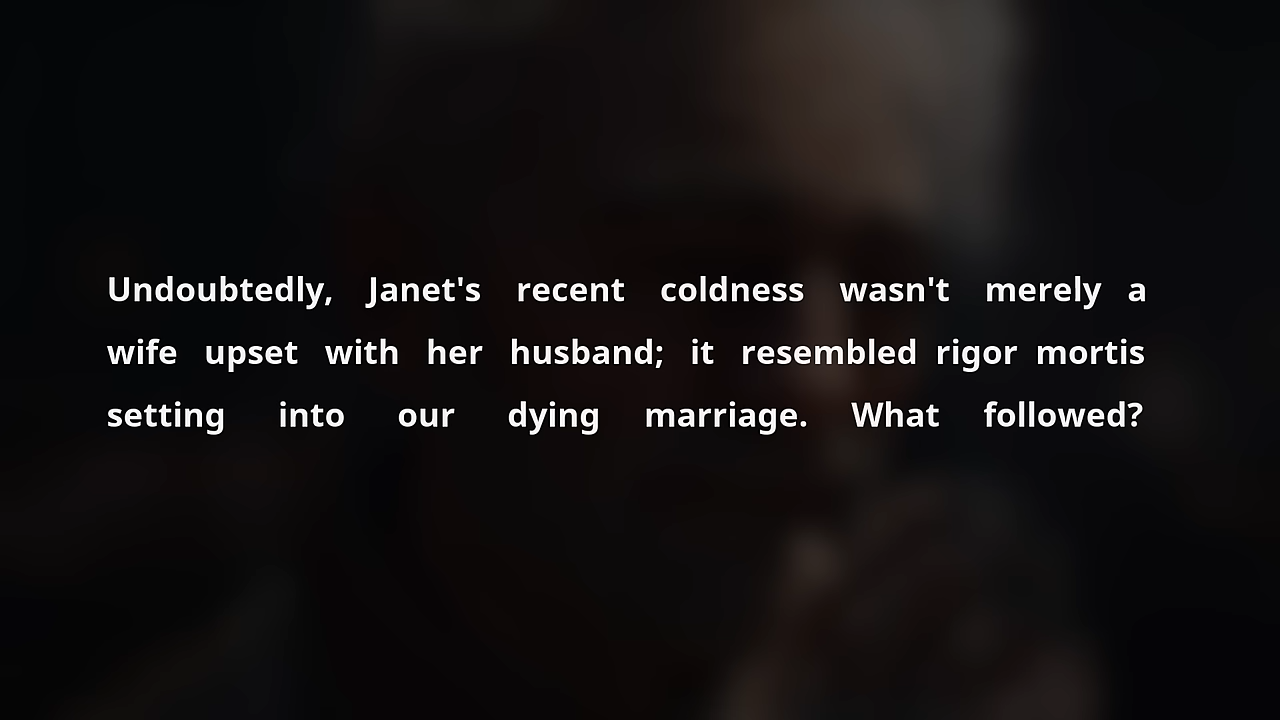 Undoubtedly, Janet's recent coldness wasn't merely a
wife upset with her husband; it resembled rigor mortis
setting into our dying marriage. What followed?